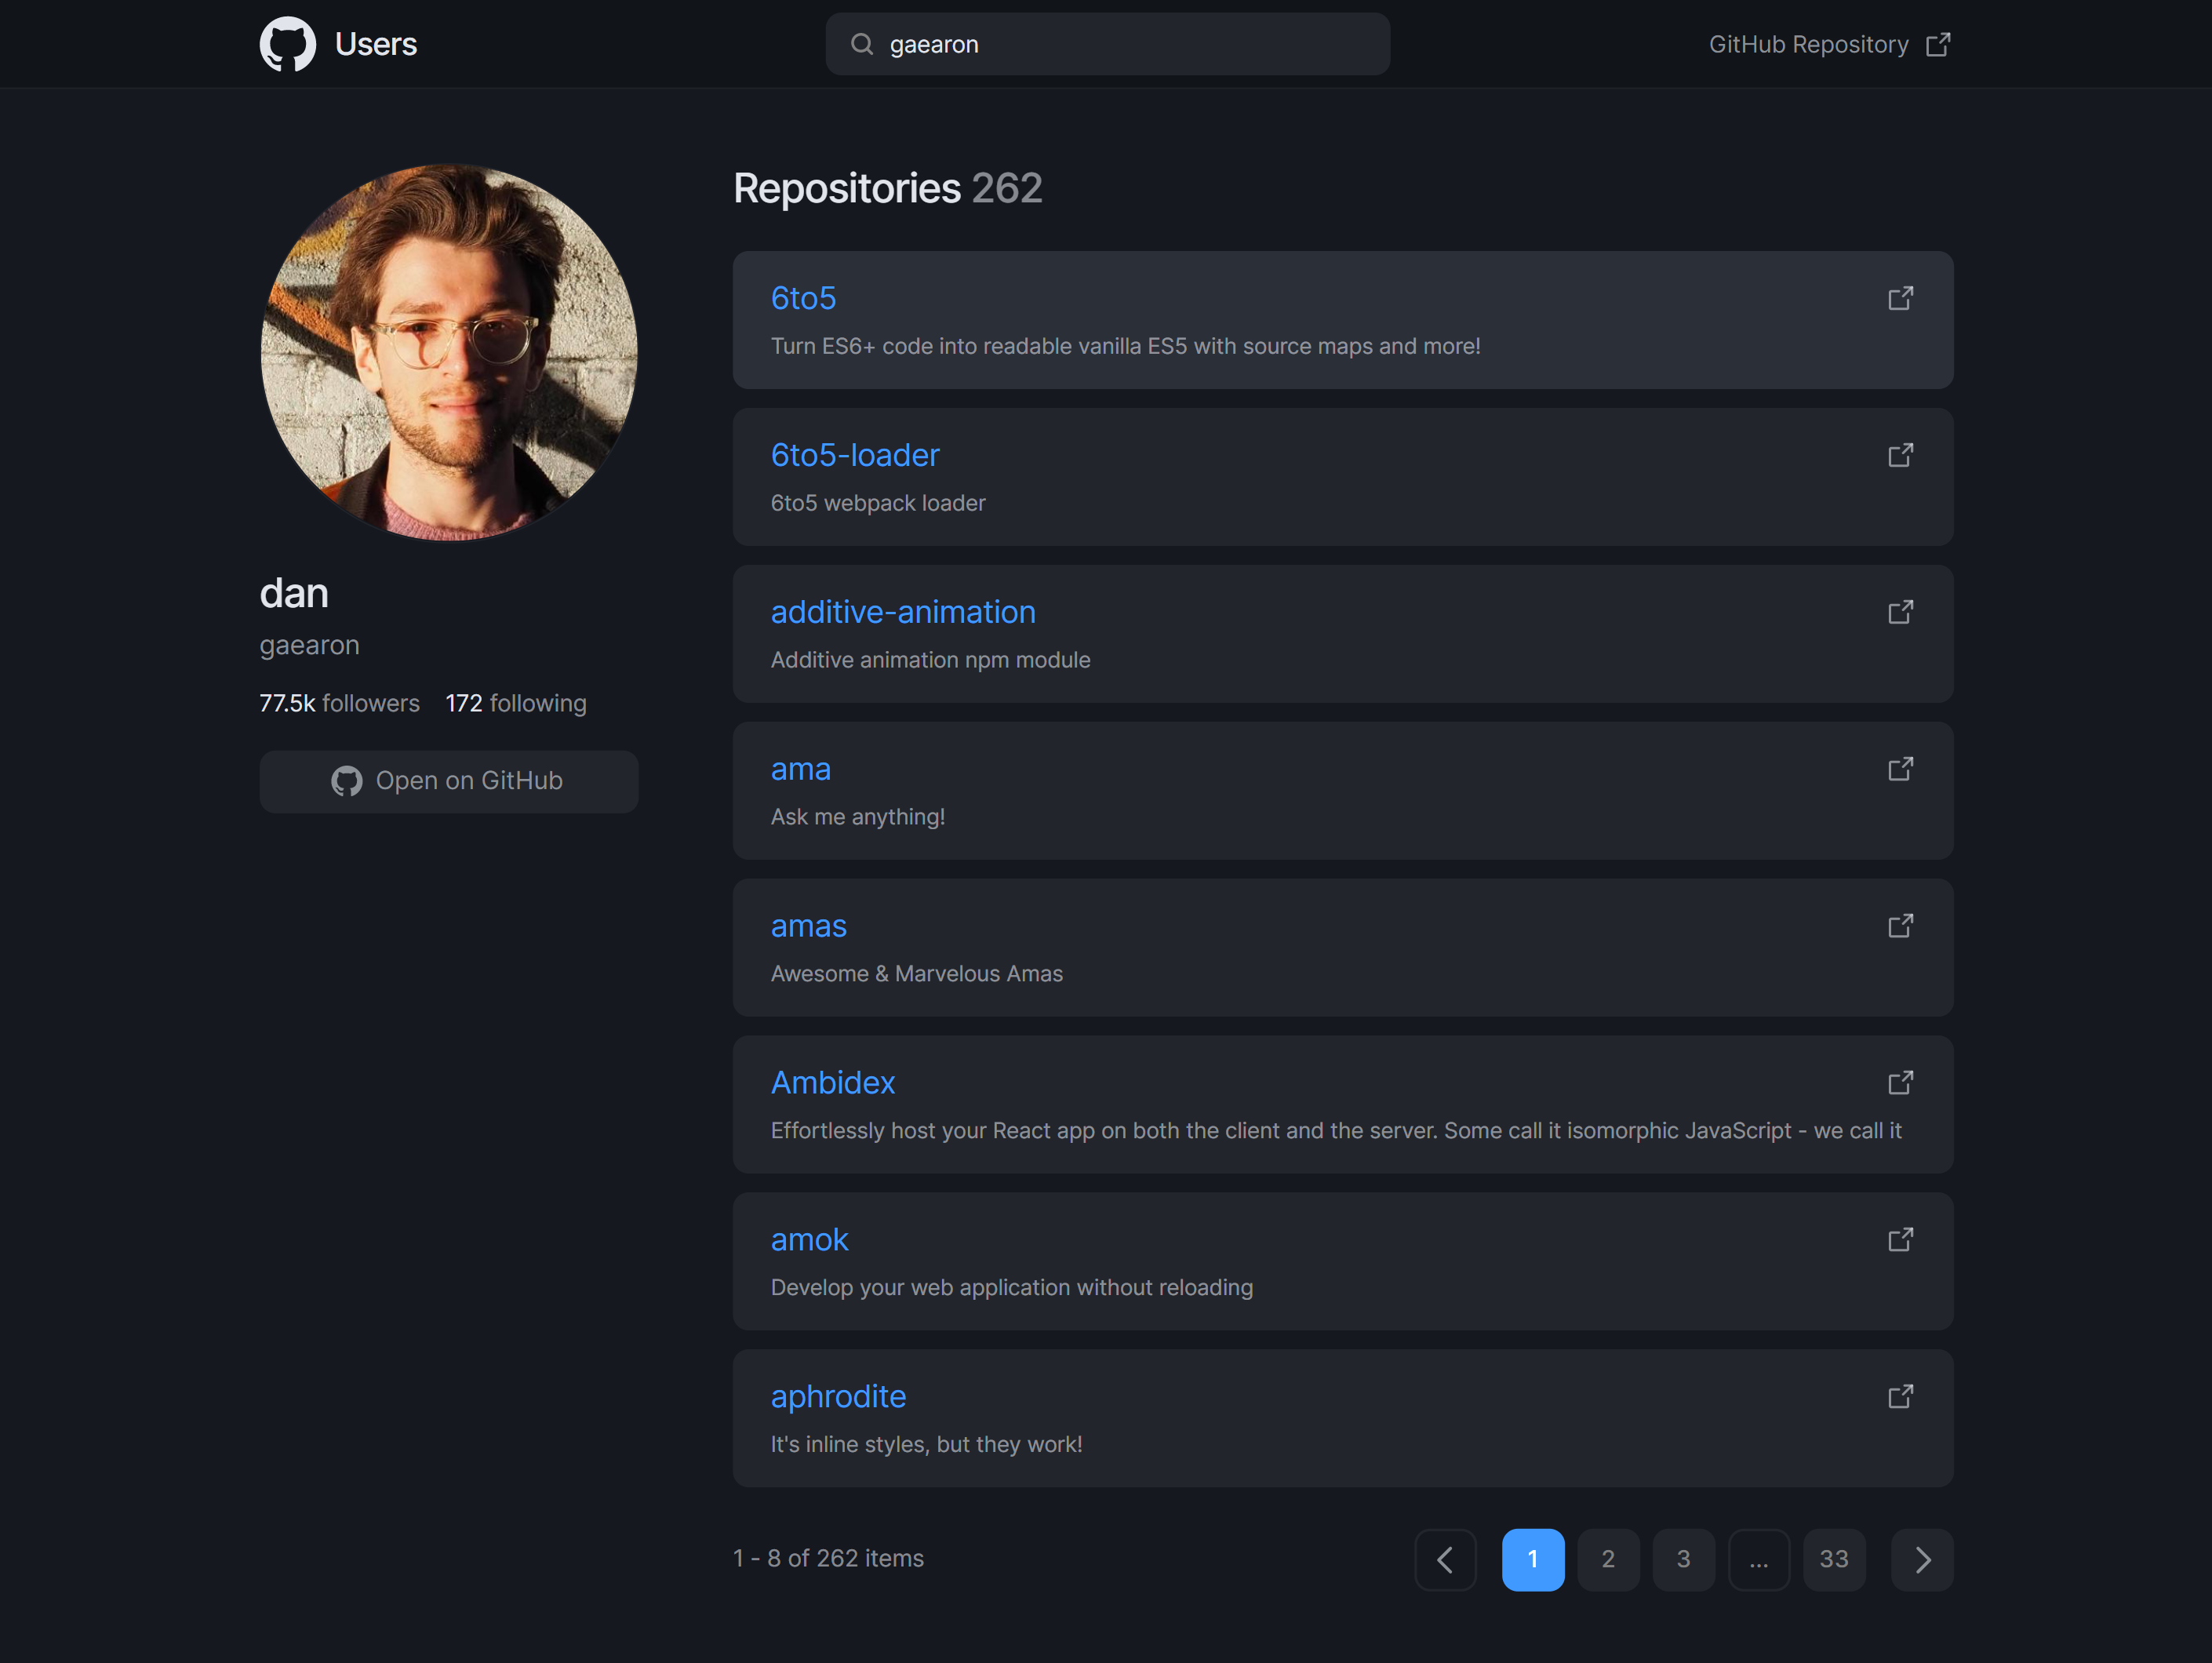 Users
gaearon
GitHub Repository
dan
gaearon
77.5k followers 172 following
Open on GitHub
Repositories 262
6to5
Turn ES6+ code into readable vanilla ES5 with source maps and more!
6to5-loader
6to5 webpack loader
additive-animation
Additive animation npm module
ama
Ask me anything!
amas
Awesome & Marvelous Amas
Ambidex
Effortlessly host your React app on both the client and the server. Some call it isomorphic JavaScript - we call it
amok
Develop your web application without reloading
aphrodite
It's inline styles, but they work!
1 - 8 of 262 items
1 2 3 ... 33